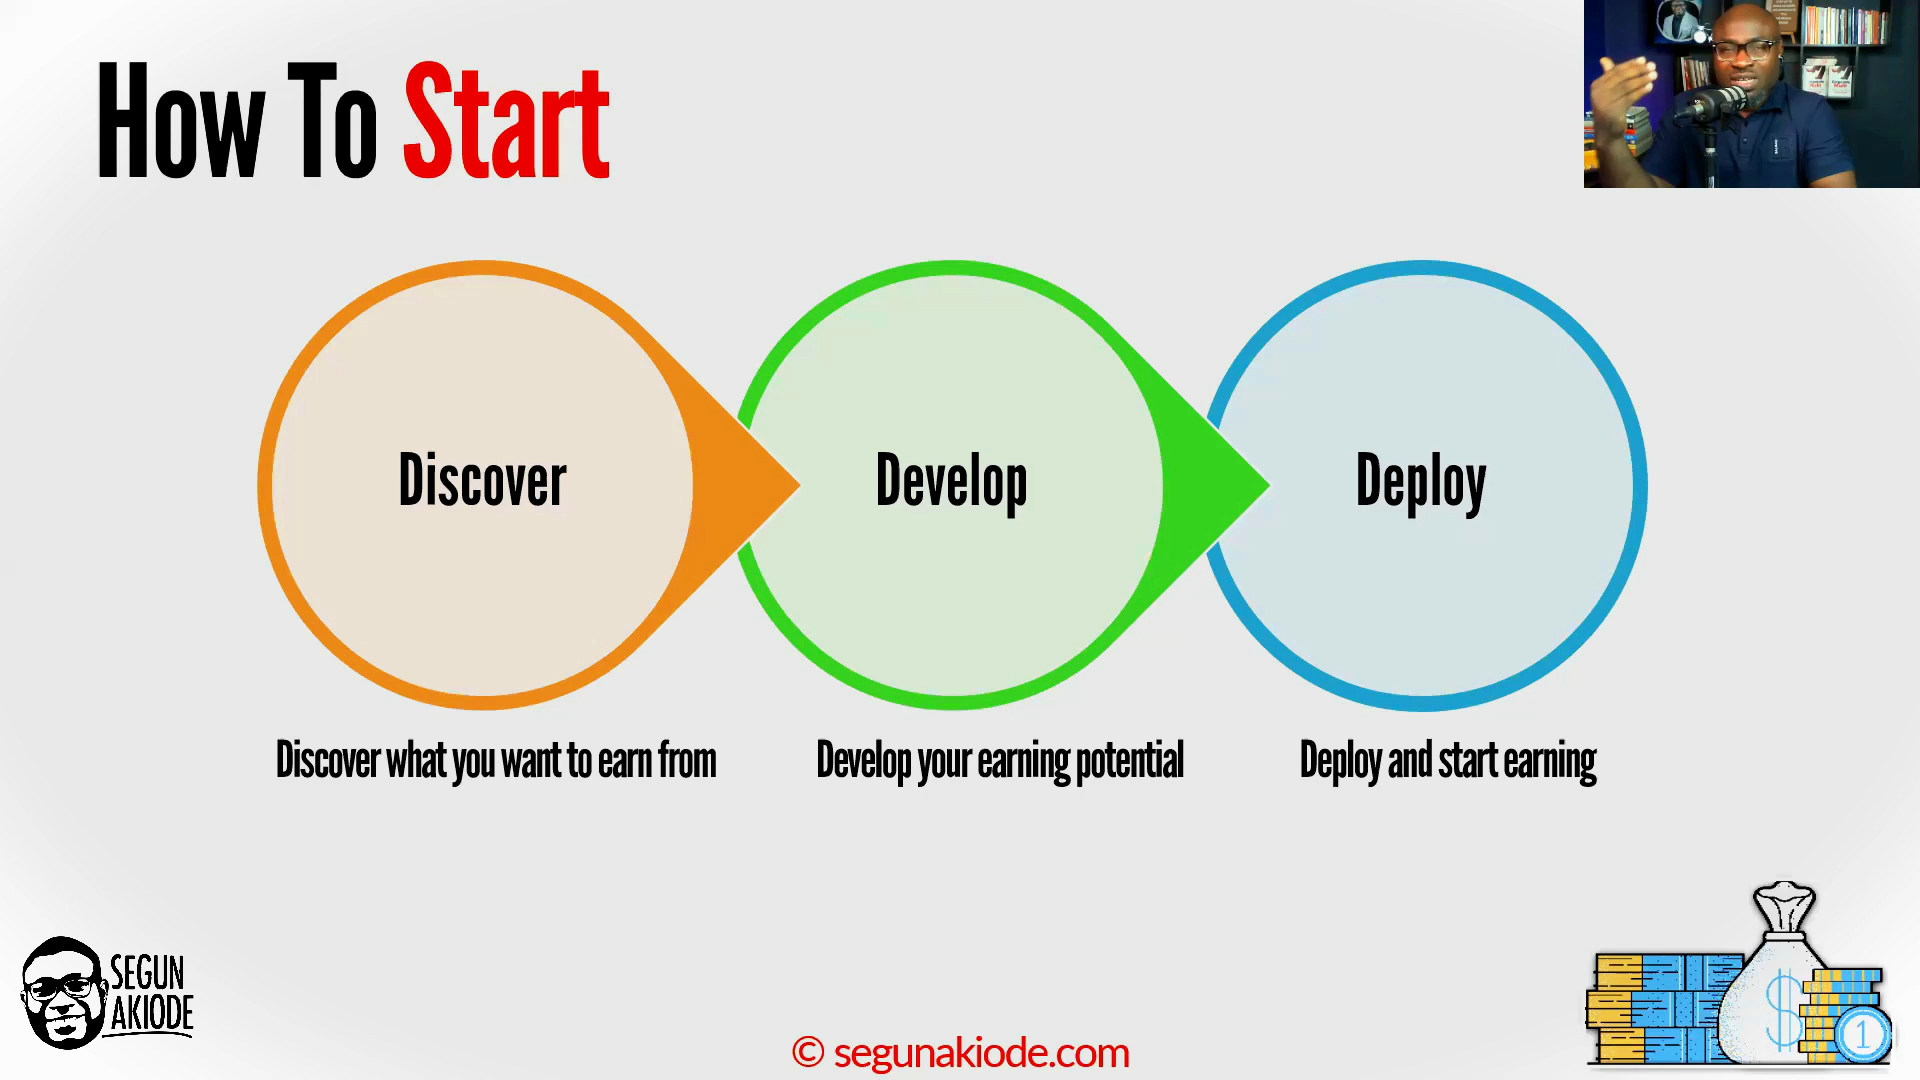 How To Start
Discover
Develop
Deploy
Discover what you want to earn from
Develop your earning potential
Deploy and start earning
SEGUN
AKIODE
$
1
© segunakiode.com